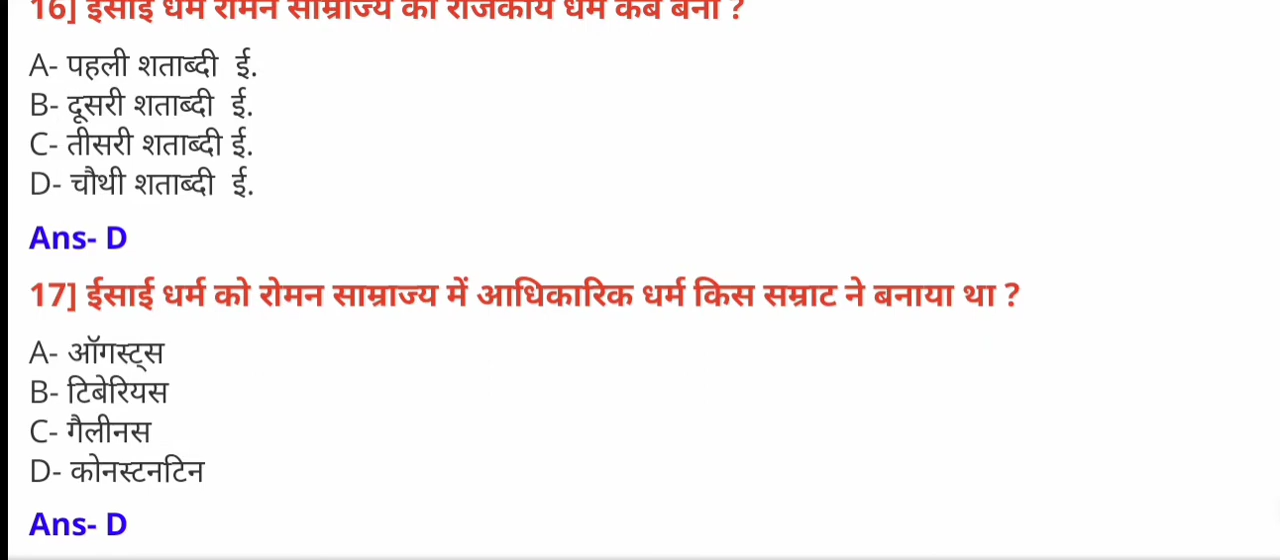 16] ईसाई धर्म रोमन साम्राज्य का राजकीय धर्म कब बना ?
A- पहली शताब्दी ई.
B- दूसरी शताब्दी ई.
C- तीसरी शताब्दी ई.
D- चौथी शताब्दी ई.
Ans- D
17] ईसाई धर्म को रोमन साम्राज्य में आधिकारिक धर्म किस सम्राट ने बनाया था ?
A- ऑगस्ट्स
B- टिबेरियस
C- गैलीनस
D- कोनस्टनटिन
Ans- D